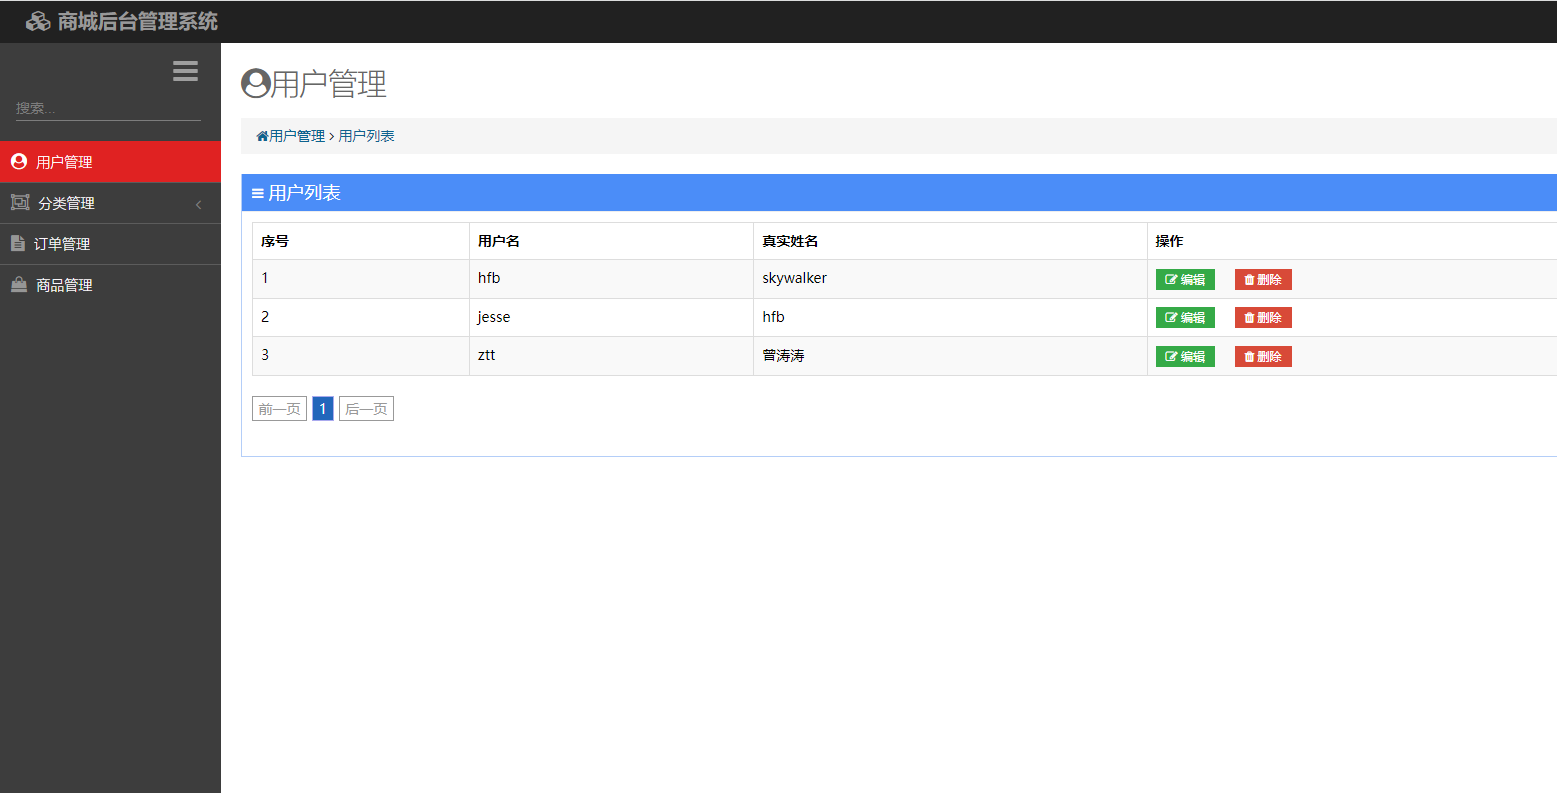 商城后台管理系统
搜索...
用户管理
分类管理
订单管理
商品管理
用户管理
用户管理 > 用户列表
用户列表
序号 用户名 真实姓名 操作
1 hfb skywalker 编辑 删除
2 jesse hfb 编辑 删除
3 ztt 曾涛涛 编辑 删除
前一页 1 后一页